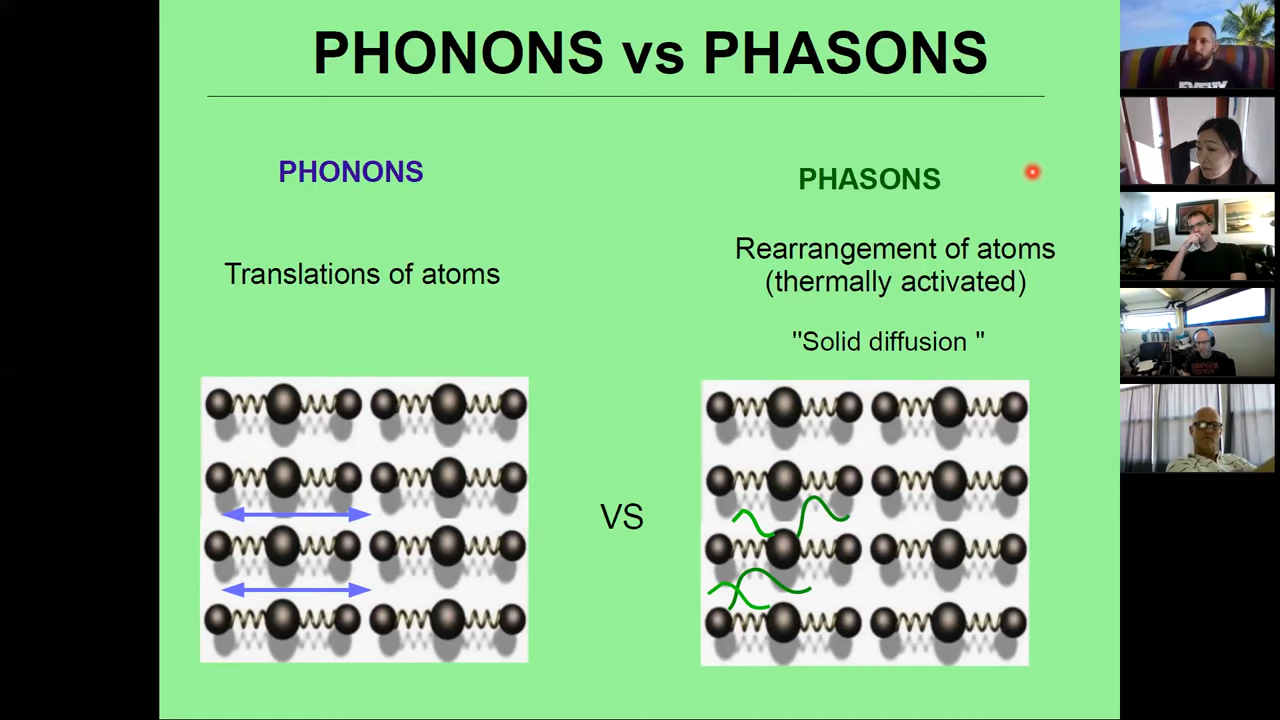 PHONONS vs PHASONS
PHONONS
PHASONS
Translations of atoms
Rearrangement of atoms
(thermally activated)
"Solid diffusion "
VS